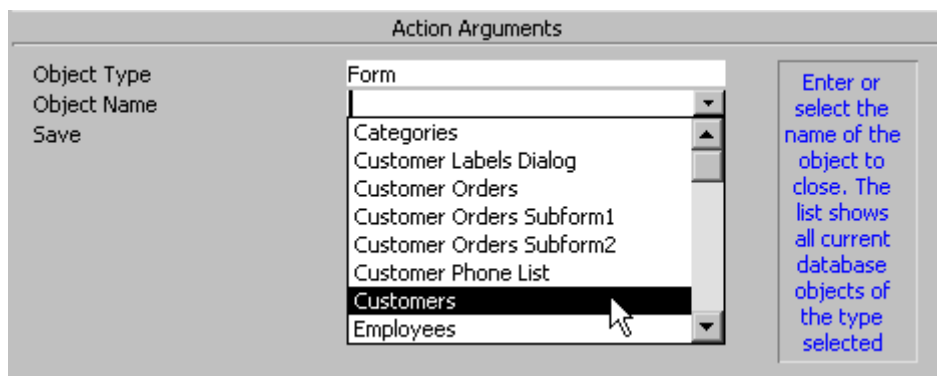 Action Arguments
Object Type
Form
Object Name
Save
Categories
Customer Labels Dialog
Customer Orders
Customer Orders Subform1
Customer Orders Subform2
Customer Phone List
Customers
Employees
Enter or
select the
name of the
object to
close. The
list shows
all current
database
objects of
the type
selected